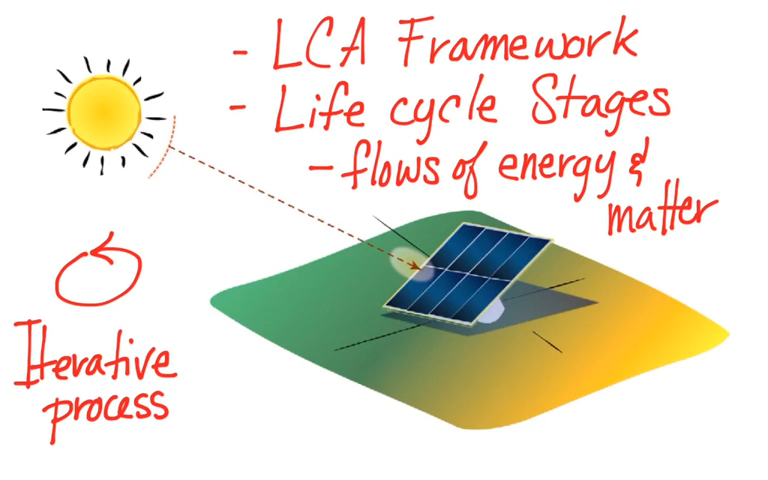 - LCA Framework
- Life cycle Stages
- flows of energy &
matter
Iterative
process